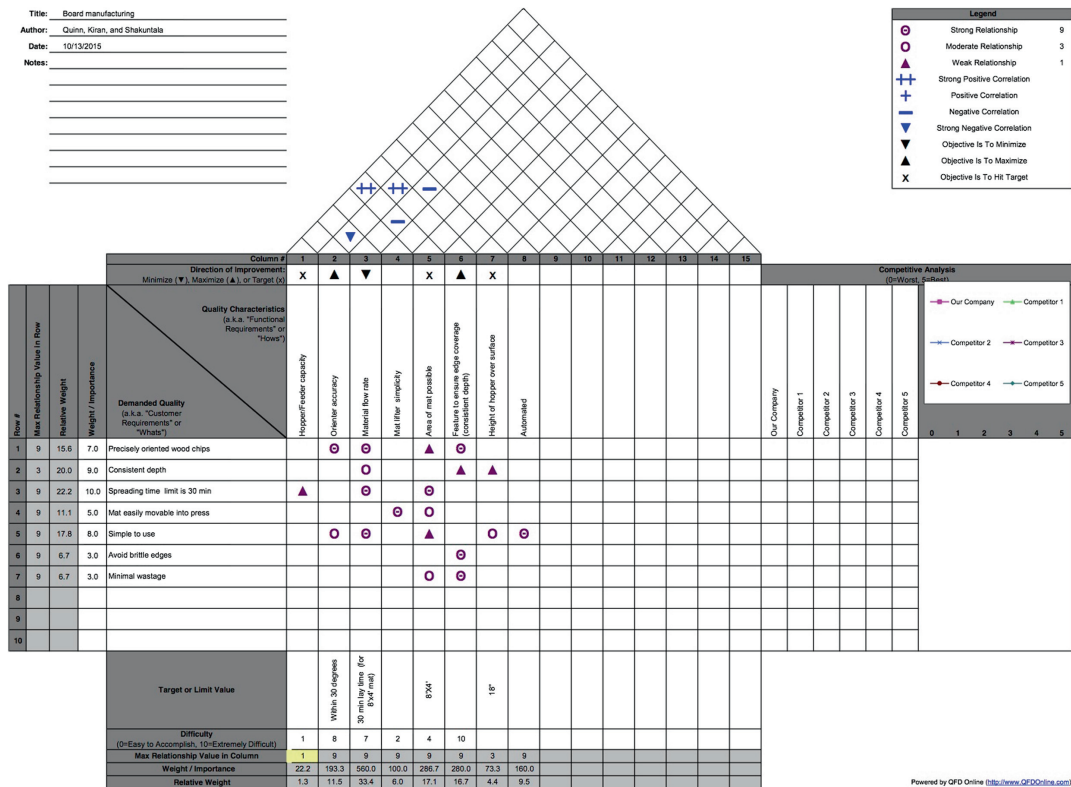 Title: Board manufacturing
Author: Quinn, Kiran, and Shakuntala
Date: 10/13/2015
Notes:
Legend
Strong Relationship 9
Moderate Relationship 3
Weak Relationship 1
Strong Positive Correlation
Positive Correlation
Negative Correlation
Strong Negative Correlation
Objective Is To Minimize
Objective Is To Maximize
X Objective Is To Hit Target
Column # 1 2 3 4 5 6 7 8 9 10 11 12 13 14 15
Direction of Improvement:
Minimize (▼), Maximize (▲), or Target (x)
X ▲ ▼ X ▲ X
Competitive Analysis
(0=Worst, 5=Best)
Row #
Max Relationship Value in Row
Relative Weight
Weight / Importance
Quality Characteristics
(a.k.a. "Functional
Requirements" or
"Hows")
Demanded Quality
(a.k.a. "Customer
Requirements" or
"Whats")
Hopper/Feeder capacity
Orienter accuracy
Material flow rate
Mat lifter simplicity
Area of mat possible
Feature to ensure edge coverage
(consistent depth)
Height of hopper over surface
Automated
Our Company
Competitor 1
Competitor 2
Competitor 3
Competitor 4
Competitor 5
Our Company Competitor 1
Competitor 2 Competitor 3
Competitor 4 Competitor 5
0 1 2 3 4 5
1 9 15.6 7.0 Precisely oriented wood chips
2 3 20.0 9.0 Consistent depth
3 9 22.2 10.0 Spreading time limit is 30 min
4 9 11.1 5.0 Mat easily movable into press
5 9 17.8 8.0 Simple to use
6 9 6.7 3.0 Avoid brittle edges
7 9 6.7 3.0 Minimal wastage
8
9
10
Target or Limit Value
Within 30 degrees
30 min lay time (for
8'x4' mat)
8'X4'
18"
Difficulty
(0=Easy to Accomplish, 10=Extremely Difficult)
1 8 7 2 4 10
Max Relationship Value in Column 1 9 9 9 9 9 3 9
Weight / Importance 22.2 193.3 560.0 100.0 286.7 280.0 73.3 160.0
Relative Weight 1.3 11.5 33.4 6.0 17.1 16.7 4.4 9.5
Powered by QFD Online (http://www.QFDOnline.com)